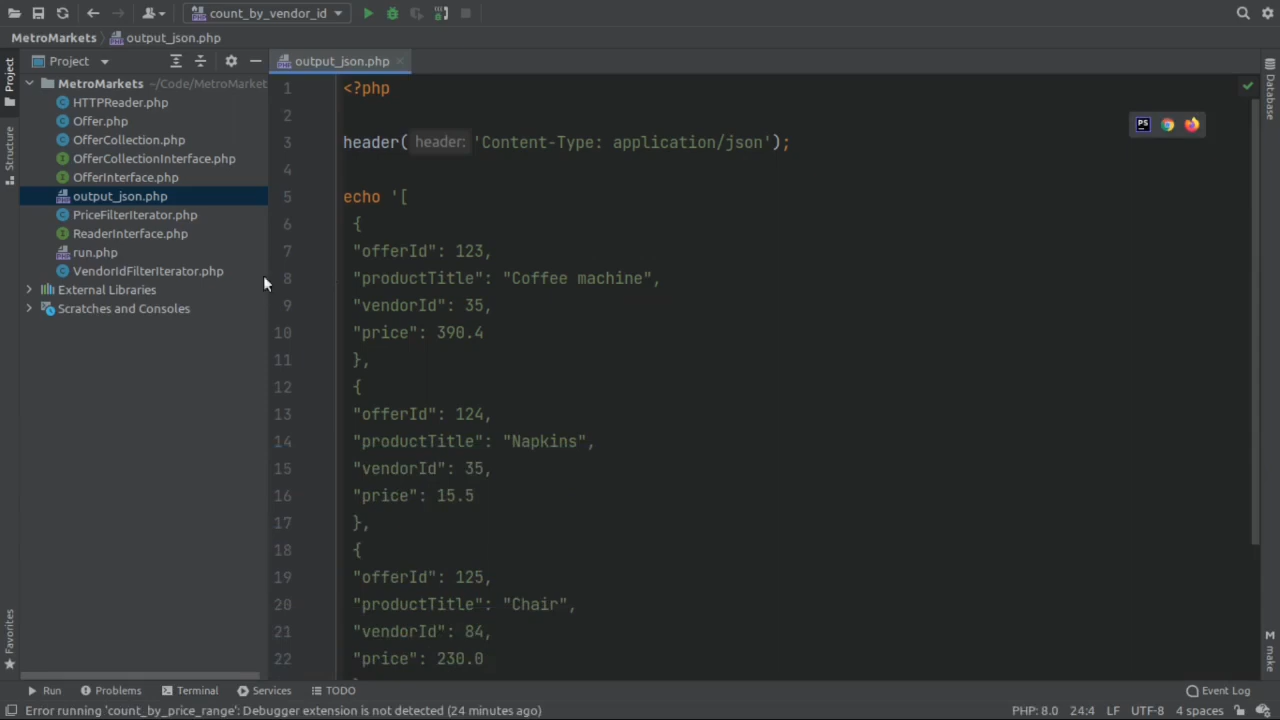 count_by_vendor_id
MetroMarkets
output_json.php
Project
Project
output_json.php
MetroMarkets ~/Code/MetroMarket
HTTPReader.php
Offer.php
OfferCollection.php
OfferCollectionInterface.php
OfferInterface.php
output_json.php
PriceFilterIterator.php
ReaderInterface.php
run.php
VendorIdFilterIterator.php
External Libraries
Scratches and Consoles
Structure
Favorites
1 <?php
2
3 header( header: 'Content-Type: application/json');
4
5 echo '[
6 {
7 "offerId": 123,
8 "productTitle": "Coffee machine",
9 "vendorId": 35,
10 "price": 390.4
11 },
12 {
13 "offerId": 124,
14 "productTitle": "Napkins",
15 "vendorId": 35,
16 "price": 15.5
17 },
18 {
19 "offerId": 125,
20 "productTitle": "Chair",
21 "vendorId": 84,
22 "price": 230.0
PS
Database
make
Run
Problems
Terminal
Services
TODO
Event Log
Error running 'count_by_price_range': Debugger extension is not detected (24 minutes ago)
PHP: 8.0 24:4 LF UTF-8 4 spaces